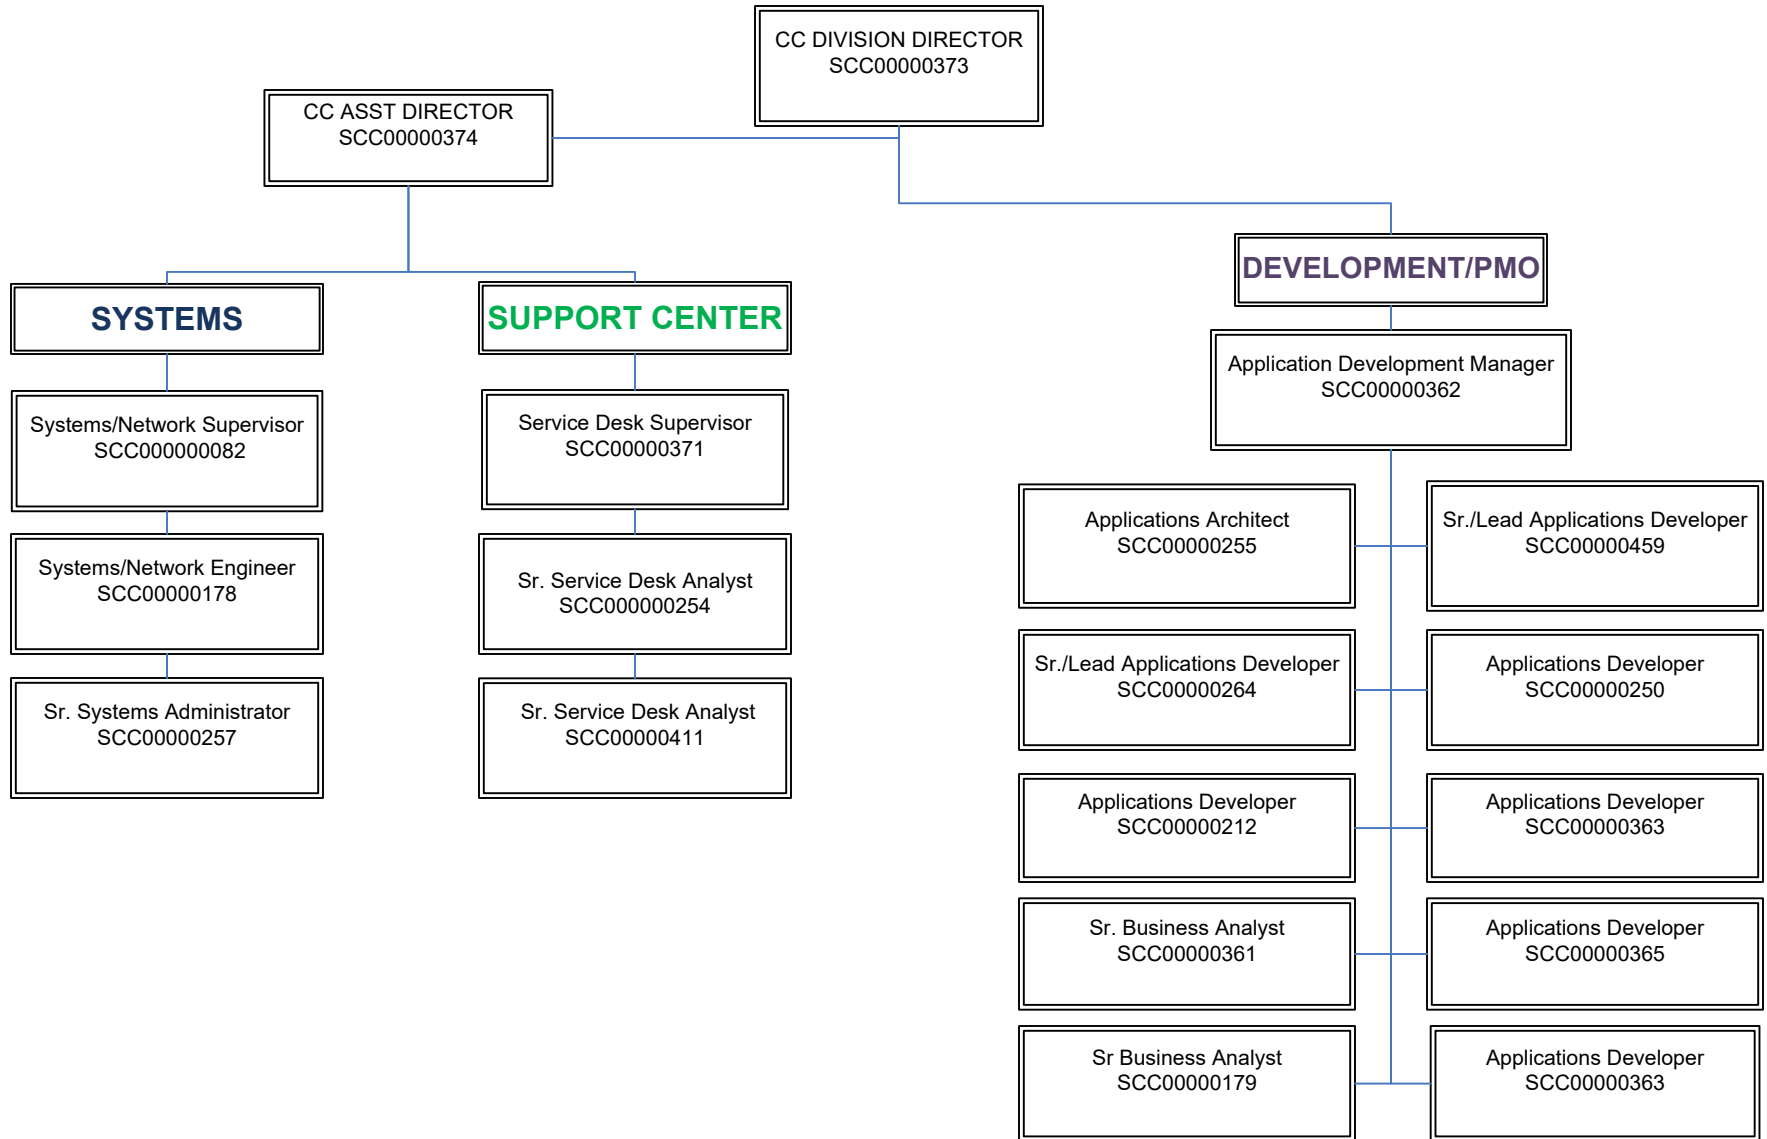 CC DIVISION DIRECTOR
SCC00000373
CC ASST DIRECTOR
SCC00000374
SYSTEMS
Systems/Network Supervisor
SCC000000082
Systems/Network Engineer
SCC00000178
Sr. Systems Administrator
SCC00000257
SUPPORT CENTER
Service Desk Supervisor
SCC00000371
Sr. Service Desk Analyst
SCC000000254
Sr. Service Desk Analyst
SCC00000411
DEVELOPMENT/PMO
Application Development Manager
SCC00000362
Applications Architect
SCC00000255
Sr./Lead Applications Developer
SCC00000459
Sr./Lead Applications Developer
SCC00000264
Applications Developer
SCC00000250
Applications Developer
SCC00000212
Applications Developer
SCC00000363
Sr. Business Analyst
SCC00000361
Applications Developer
SCC00000365
Sr Business Analyst
SCC00000179
Applications Developer
SCC00000363